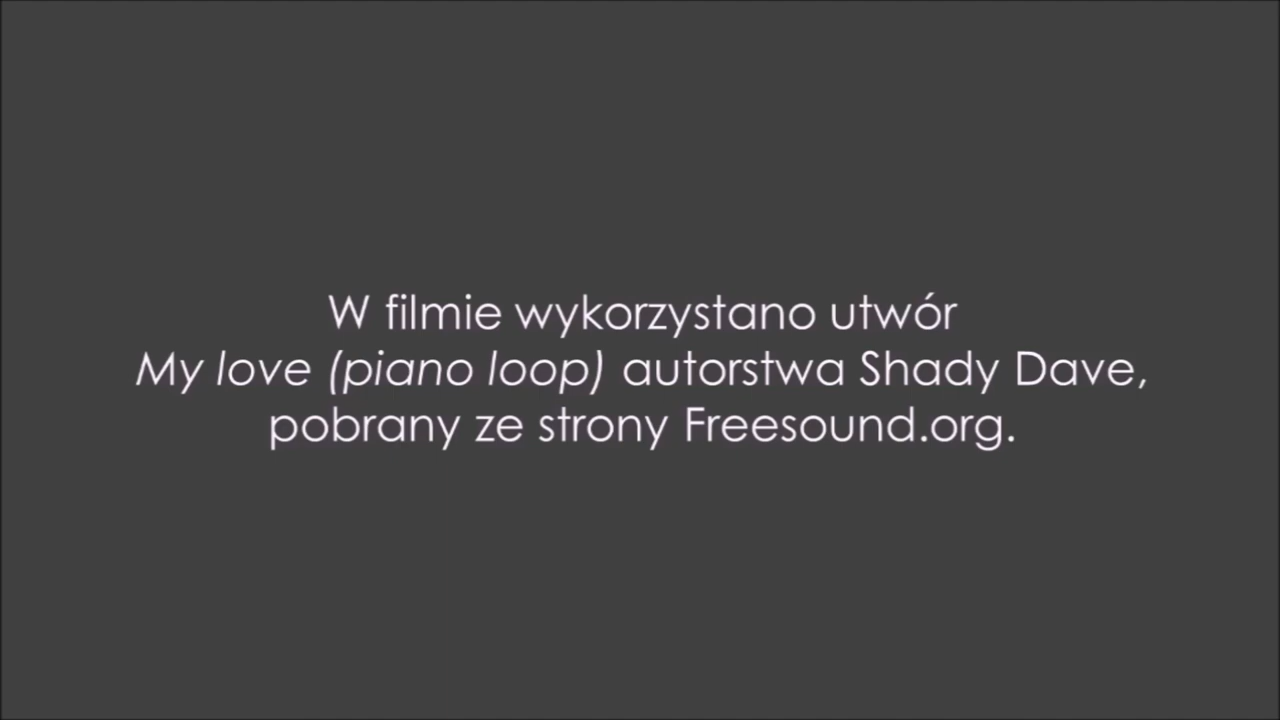 W filmie wykorzystano utwór
My love (piano loop) autorstwa Shady Dave,
pobrany ze strony Freesound.org.